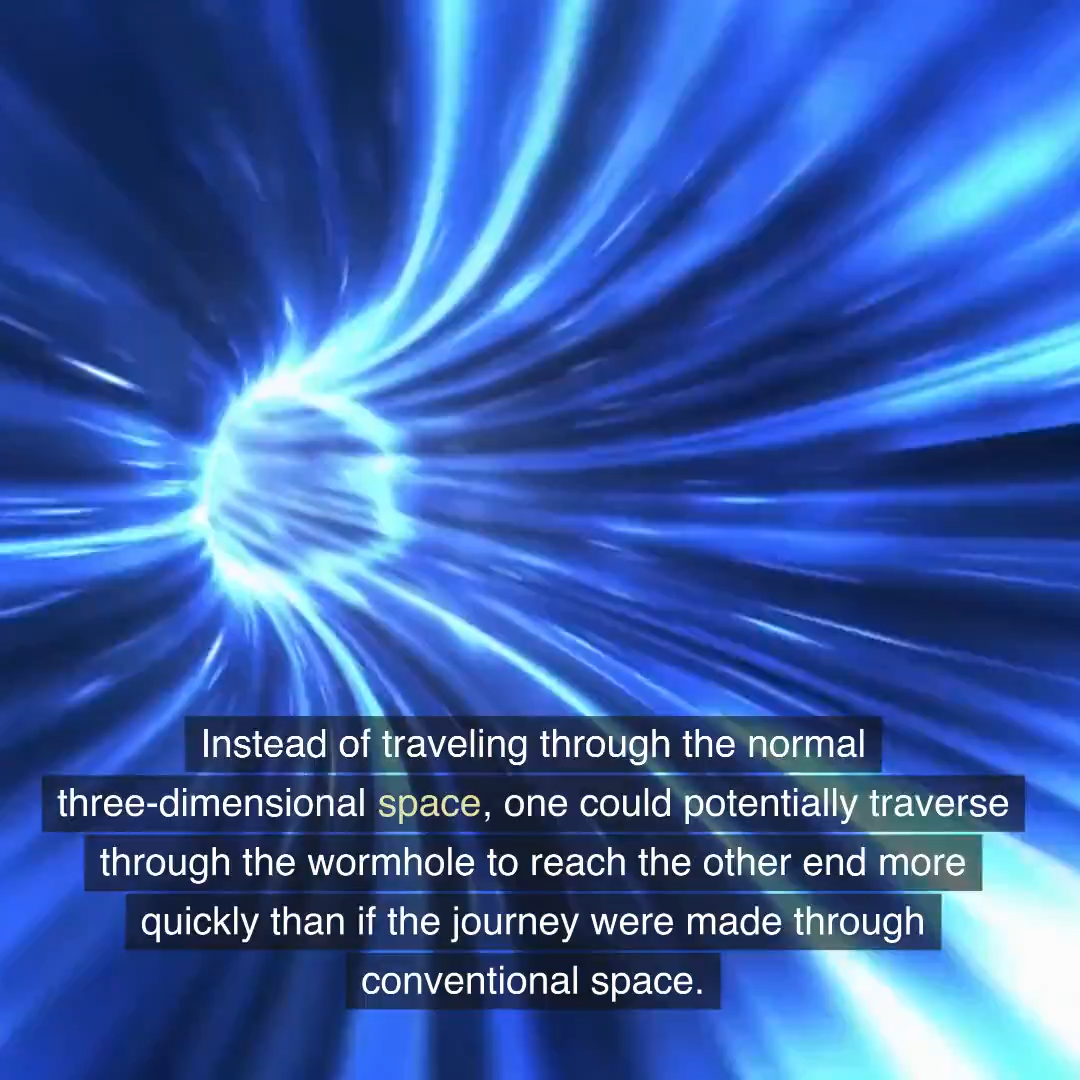 Instead of traveling through the normal
three-dimensional space, one could potentially traverse
through the wormhole to reach the other end more
quickly than if the journey were made through
conventional space.